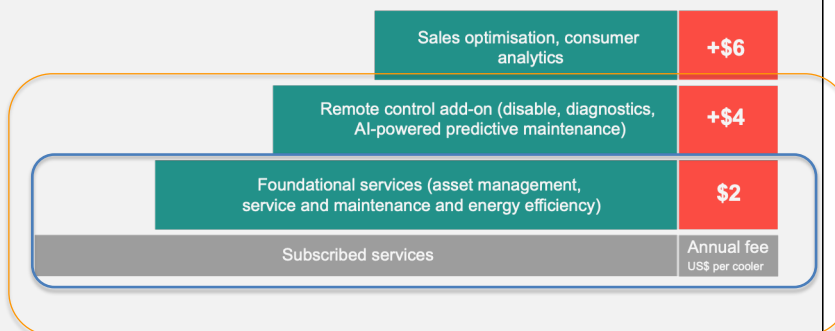 Sales optimisation, consumer
analytics
+$6
Remote control add-on (disable, diagnostics,
AI-powered predictive maintenance)
+$4
Foundational services (asset management,
service and maintenance and energy efficiency)
$2
Subscribed services
Annual fee
US$ per cooler